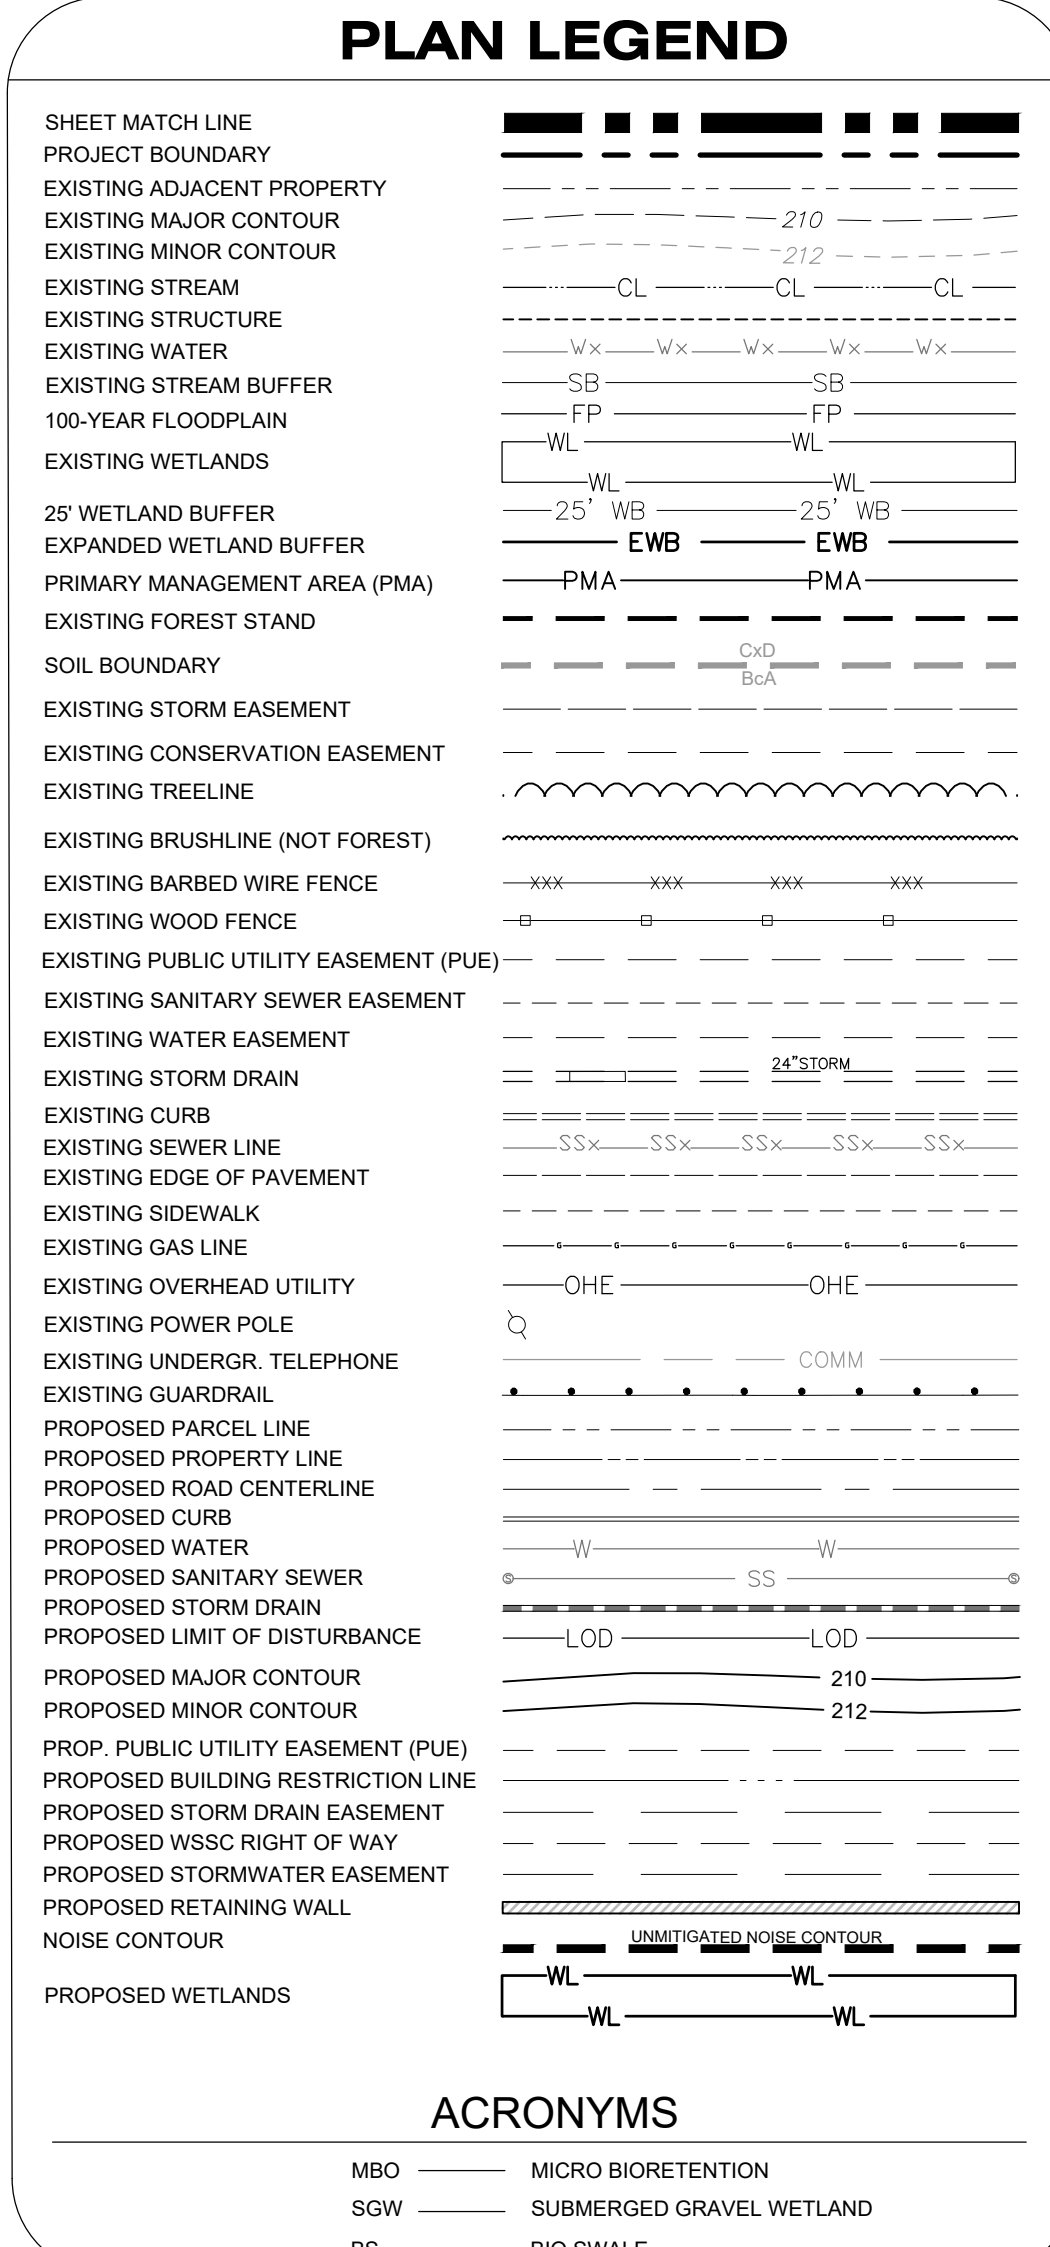 PLAN LEGEND
SHEET MATCH LINE
PROJECT BOUNDARY
EXISTING ADJACENT PROPERTY
EXISTING MAJOR CONTOUR 210
EXISTING MINOR CONTOUR 212
EXISTING STREAM CL CL CL
EXISTING STRUCTURE
EXISTING WATER Wx Wx Wx Wx Wx
EXISTING STREAM BUFFER SB SB
100-YEAR FLOODPLAIN FP FP
WL WL
EXISTING WETLANDS
WL WL
25' WETLAND BUFFER 25' WB 25' WB
EXPANDED WETLAND BUFFER EWB EWB
PRIMARY MANAGEMENT AREA (PMA) PMA PMA
EXISTING FOREST STAND
CxD
SOIL BOUNDARY
BcA
EXISTING STORM EASEMENT
EXISTING CONSERVATION EASEMENT
EXISTING TREELINE
EXISTING BRUSHLINE (NOT FOREST)
EXISTING BARBED WIRE FENCE XXX XXX XXX XXX
EXISTING WOOD FENCE
EXISTING PUBLIC UTILITY EASEMENT (PUE)
EXISTING SANITARY SEWER EASEMENT
EXISTING WATER EASEMENT
24"STORM
EXISTING STORM DRAIN
EXISTING CURB
EXISTING SEWER LINE SSx SSx SSx SSx SSx
EXISTING EDGE OF PAVEMENT
EXISTING SIDEWALK
EXISTING GAS LINE G G G G G G G G
EXISTING OVERHEAD UTILITY OHE OHE
EXISTING POWER POLE
EXISTING UNDERGR. TELEPHONE COMM
EXISTING GUARDRAIL
PROPOSED PARCEL LINE
PROPOSED PROPERTY LINE
PROPOSED ROAD CENTERLINE
PROPOSED CURB
PROPOSED WATER W W
PROPOSED SANITARY SEWER S SS S
PROPOSED STORM DRAIN
PROPOSED LIMIT OF DISTURBANCE LOD LOD
PROPOSED MAJOR CONTOUR 210
PROPOSED MINOR CONTOUR 212
PROP. PUBLIC UTILITY EASEMENT (PUE)
PROPOSED BUILDING RESTRICTION LINE
PROPOSED STORM DRAIN EASEMENT
PROPOSED WSSC RIGHT OF WAY
PROPOSED STORMWATER EASEMENT
PROPOSED RETAINING WALL
NOISE CONTOUR UNMITIGATED NOISE CONTOUR
WL WL
PROPOSED WETLANDS
WL WL
ACRONYMS
MBO MICRO BIORETENTION
SGW SUBMERGED GRAVEL WETLAND
BS BIO SWALE